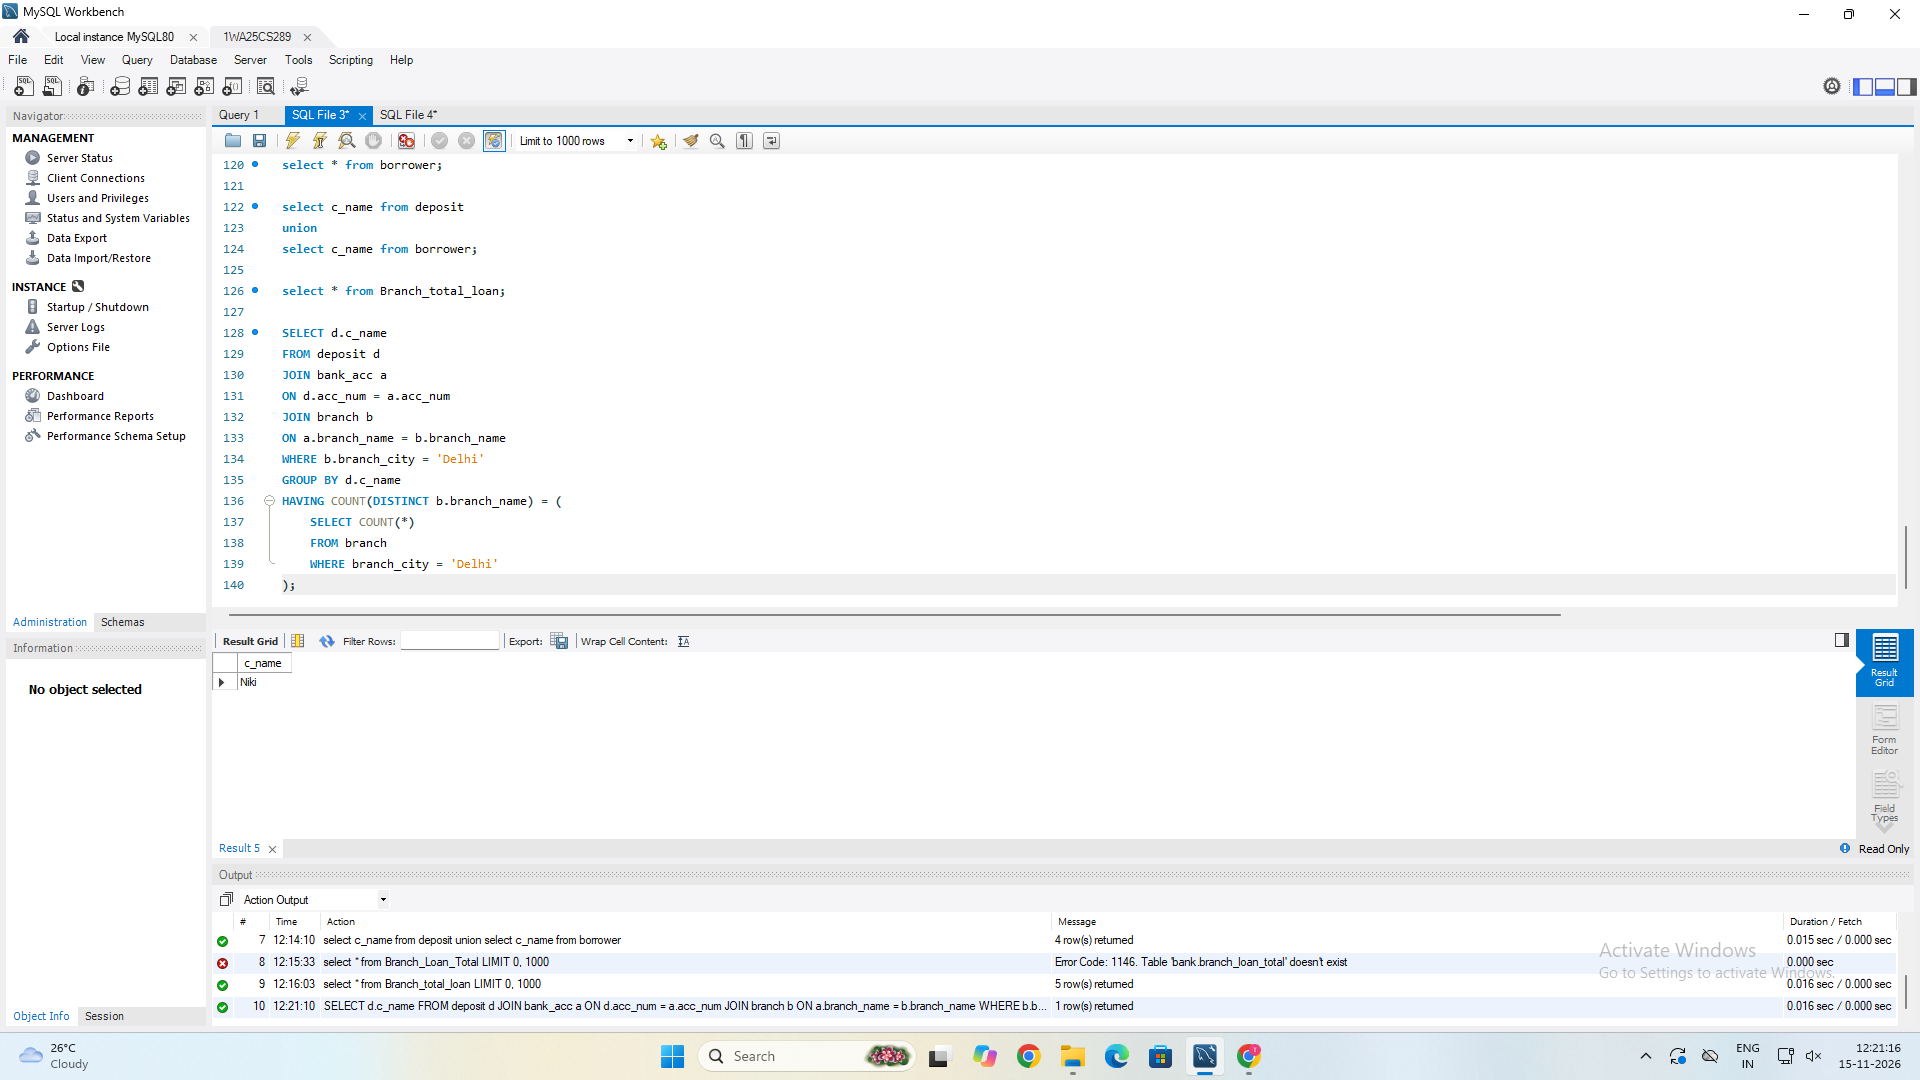 MySQL Workbench
Local instance MySQL80
1WA25CS289
File Edit View Query Database Server Tools Scripting Help
Navigator
MANAGEMENT
Server Status
Client Connections
Users and Privileges
Status and System Variables
Data Export
Data Import/Restore
INSTANCE
Startup / Shutdown
Server Logs
Options File
PERFORMANCE
Dashboard
Performance Reports
Performance Schema Setup
Administration Schemas
Information
No object selected
Object Info Session
Query 1 SQL File 3* SQL File 4*
Limit to 1000 rows
120 select * from borrower;
121
122 select c_name from deposit
123 union
124 select c_name from borrower;
125
126 select * from Branch_total_loan;
127
128 SELECT d.c_name
129 FROM deposit d
130 JOIN bank_acc a
131 ON d.acc_num = a.acc_num
132 JOIN branch b
133 ON a.branch_name = b.branch_name
134 WHERE b.branch_city = 'Delhi'
135 GROUP BY d.c_name
136 HAVING COUNT(DISTINCT b.branch_name) = (
137 SELECT COUNT(*)
138 FROM branch
139 WHERE branch_city = 'Delhi'
140 );
Result Grid Filter Rows: Export: Wrap Cell Content:
c_name
Niki
Result Grid
Form Editor
Field Types
Result 5
Read Only
Output
Action Output
# Time Action Message Duration / Fetch
7 12:14:10 select c_name from deposit union select c_name from borrower 4 row(s) returned 0.015 sec / 0.000 sec
8 12:15:33 select * from Branch_Loan_Total LIMIT 0, 1000 Error Code: 1146. Table 'bank.branch_loan_total' doesn't exist 0.000 sec
9 12:16:03 select * from Branch_total_loan LIMIT 0, 1000 5 row(s) returned 0.016 sec / 0.000 sec
10 12:21:10 SELECT d.c_name FROM deposit d JOIN bank_acc a ON d.acc_num = a.acc_num JOIN branch b ON a.branch_name = b.branch_name WHERE b.b... 1 row(s) returned 0.016 sec / 0.000 sec
Activate Windows
Go to Settings to activate Windows.
26°C
Cloudy
Search
ENG
IN
12:21:16
15-11-2026